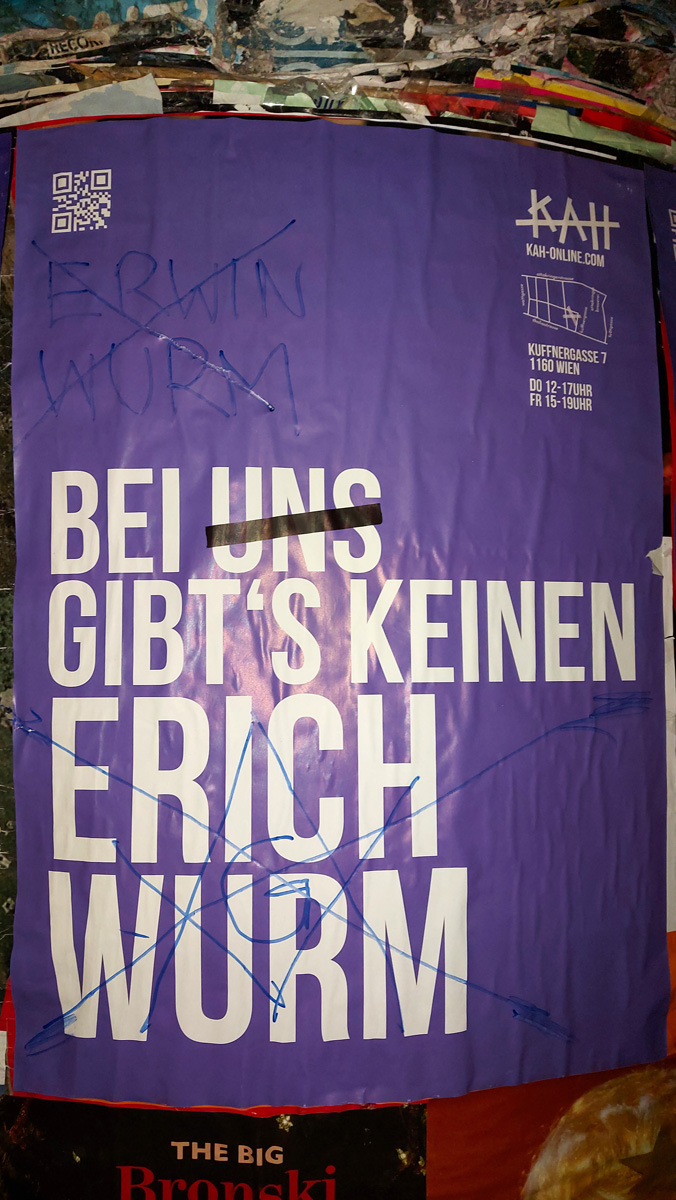 RECOR
KAH
KAH-ONLINE.COM
KUFFNERGASSE 7
1160 WIEN
DO 12-17UHR
FR 15-19UHR
ERWIN
WURM
BEI UNS
GIBT‘S KEINEN
ERICH
WURM
G
THE BIG
Bronski